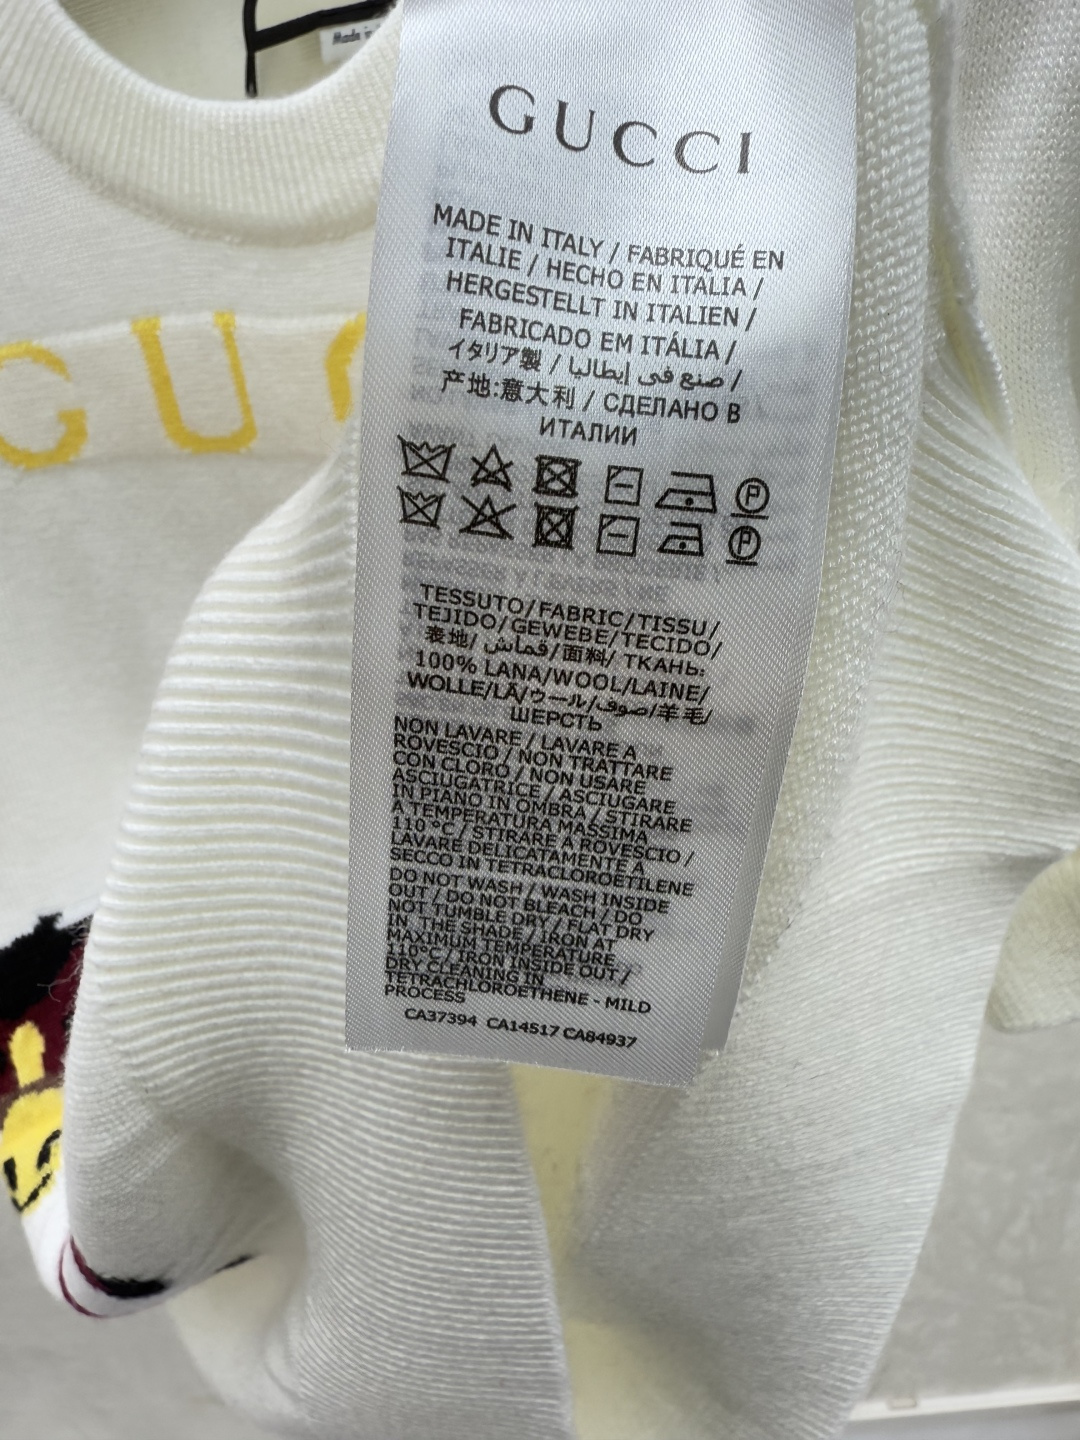 Made in
GUCCI
MADE IN ITALY / FABRIQUÉ EN
ITALIE / HECHO EN ITALIA /
HERGESTELLT IN ITALIEN /
FABRICADO EM ITÁLIA /
イタリア製 / صنع في إيطاليا /
产地:意大利 / СДЕЛАНО В
ИТАЛИИ
GU
P
P
TESSUTO/FABRIC/TISSU/
TEJIDO/GEWEBE/TECIDO/
表地/ قماش/面料/ ТКАНЬ:
100% LANA/WOOL/LAINE/
WOLLE/LÃ/ウール/صوف/羊毛/
ШЕРСТЬ
NON LAVARE / LAVARE A
ROVESCIO / NON TRATTARE
CON CLORO / NON USARE
ASCIUGATRICE / ASCIUGARE
IN PIANO IN OMBRA / STIRARE
A TEMPERATURA MASSIMA
110 °C / STIRARE A ROVESCIO /
LAVARE DELICATAMENTE A
SECCO IN TETRACLOROETILENE
DO NOT WASH / WASH INSIDE
OUT / DO NOT BLEACH / DO
NOT TUMBLE DRY / FLAT DRY
IN THE SHADE / IRON AT
MAXIMUM TEMPERATURE
110°C / IRON INSIDE OUT /
DRY CLEANING IN
TETRACHLOROETHENE - MILD
PROCESS
CA37394 CA14517 CA84937